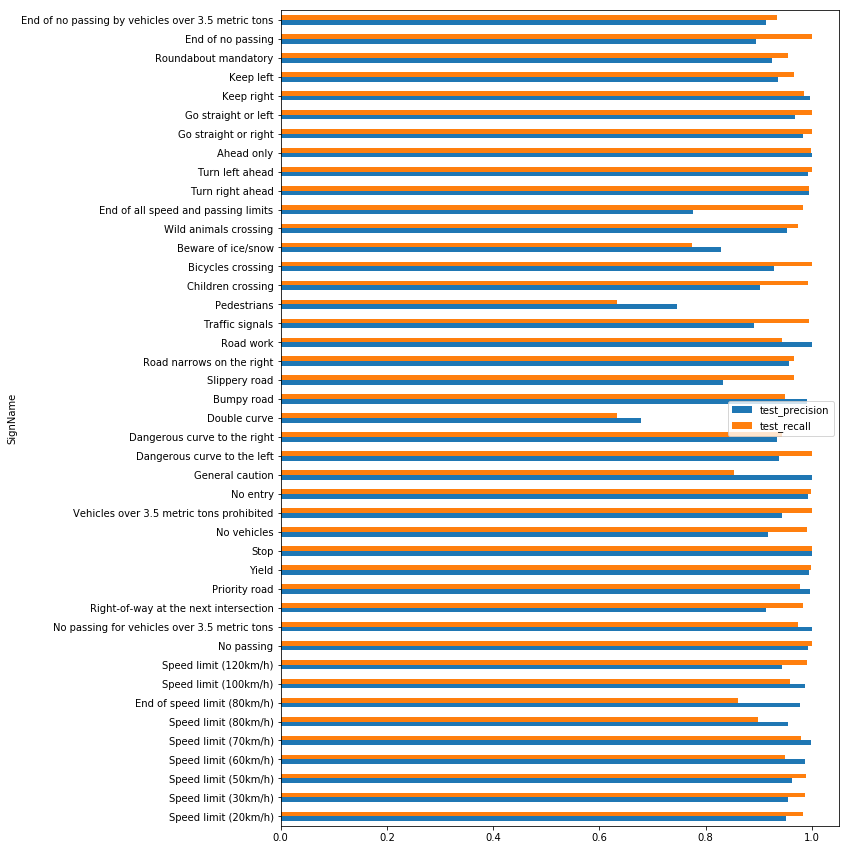 End of no passing by vehicles over 3.5 metric tons
End of no passing
Roundabout mandatory
Keep left
Keep right
Go straight or left
Go straight or right
Ahead only
Turn left ahead
Turn right ahead
End of all speed and passing limits
Wild animals crossing
Beware of ice/snow
Bicycles crossing
Children crossing
Pedestrians
Traffic signals
Road work
Road narrows on the right
Slippery road
Bumpy road
Double curve
Dangerous curve to the right
Dangerous curve to the left
General caution
No entry
Vehicles over 3.5 metric tons prohibited
No vehicles
Stop
Yield
Priority road
Right-of-way at the next intersection
No passing for vehicles over 3.5 metric tons
No passing
Speed limit (120km/h)
Speed limit (100km/h)
End of speed limit (80km/h)
Speed limit (80km/h)
Speed limit (70km/h)
Speed limit (60km/h)
Speed limit (50km/h)
Speed limit (30km/h)
Speed limit (20km/h)
SignName
test_precision
test_recall
0.0 0.2 0.4 0.6 0.8 1.0